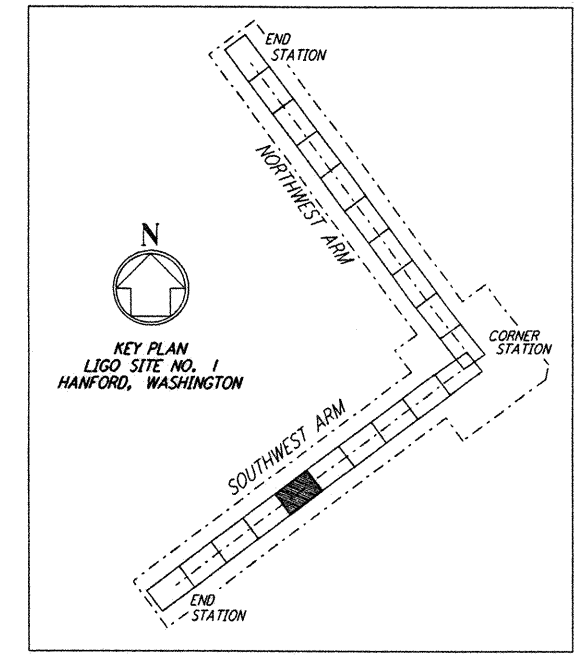 END
STATION
NORTHWEST ARM
N
KEY PLAN
LIGO SITE NO. 1
HANFORD, WASHINGTON
CORNER
STATION
SOUTHWEST ARM
END
STATION